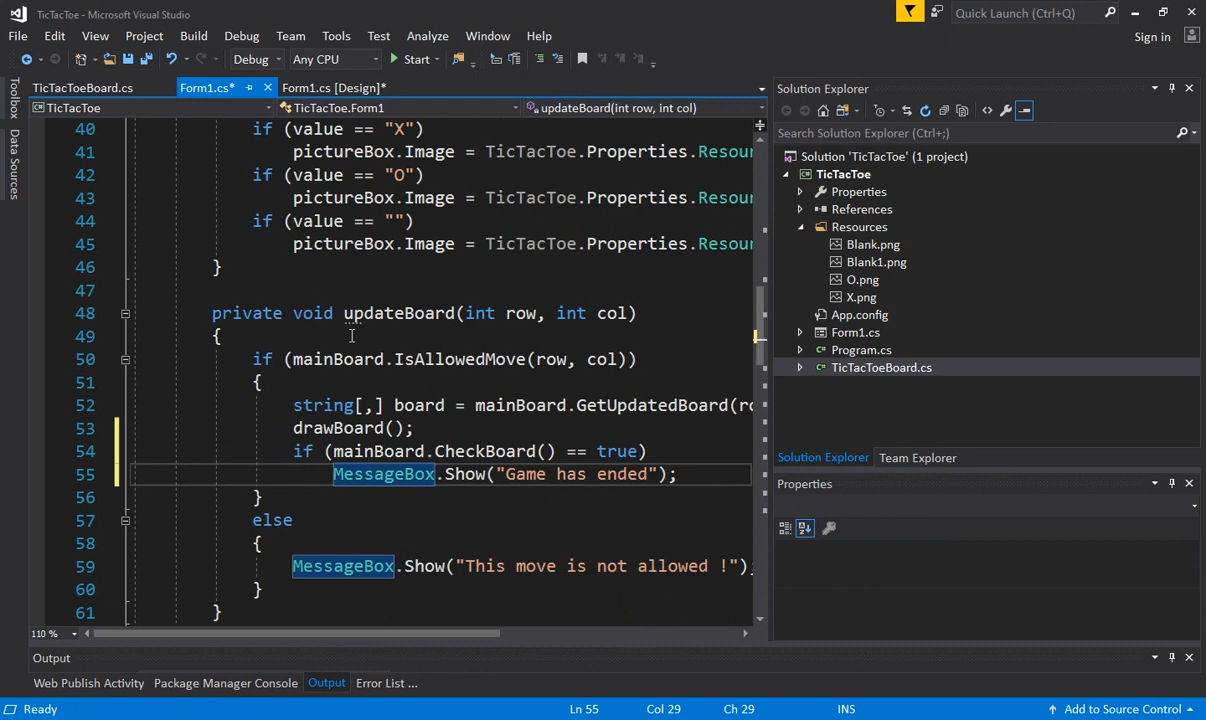 TicTacToe - Microsoft Visual Studio
Quick Launch (Ctrl+;)
File Edit View Project Build Debug Team Tools Test Analyze Window Help
Sign in
Debug Any CPU Start
Toolbox
Data Sources
TicTacToeBoard.cs Form1.cs* Form1.cs [Design]*
TicTacToe TicTacToe.Form1 updateBoard(int row, int col)
40 if (value == "X")
41 pictureBox.Image = TicTacToe.Properties.Resou
42 if (value == "O")
43 pictureBox.Image = TicTacToe.Properties.Resou
44 if (value == "")
45 pictureBox.Image = TicTacToe.Properties.Resou
46 }
47
48 private void updateBoard(int row, int col)
49 {
50 if (mainBoard.IsAllowedMove(row, col))
51 {
52 string[,] board = mainBoard.GetUpdatedBoard(ro
53 drawBoard();
54 if (mainBoard.CheckBoard() == true)
55 MessageBox.Show("Game has ended");
56 }
57 else
58 {
59 MessageBox.Show("This move is not allowed !");
60 }
61 }
110 %
Solution Explorer
Search Solution Explorer (Ctrl+;)
Solution 'TicTacToe' (1 project)
TicTacToe
Properties
References
Resources
Blank.png
Blank1.png
O.png
X.png
App.config
Form1.cs
Program.cs
TicTacToeBoard.cs
Solution Explorer Team Explorer
Properties
Output
Web Publish Activity Package Manager Console Output Error List ...
Ready Ln 55 Col 29 Ch 29 INS Add to Source Control